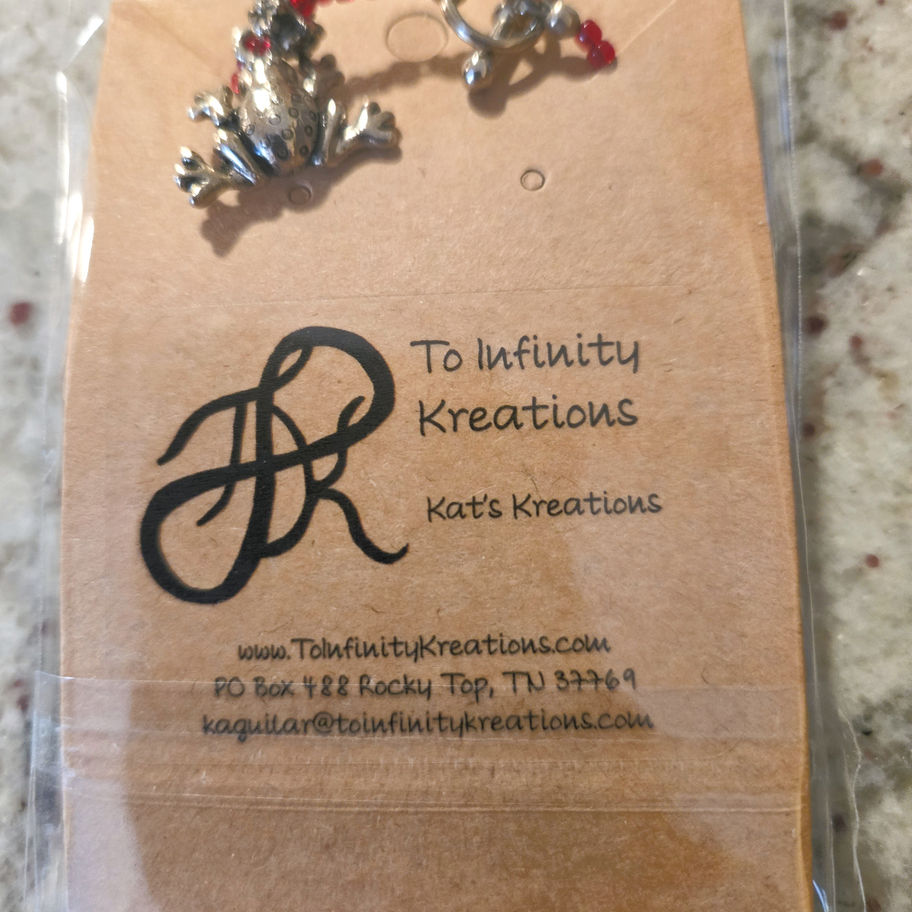 To Infinity
Kreations
Kat's Kreations
www.ToInfinityKreations.com
PO Box 488 Rocky Top, TN 37769
kaguilar@toinfinitykreations.com